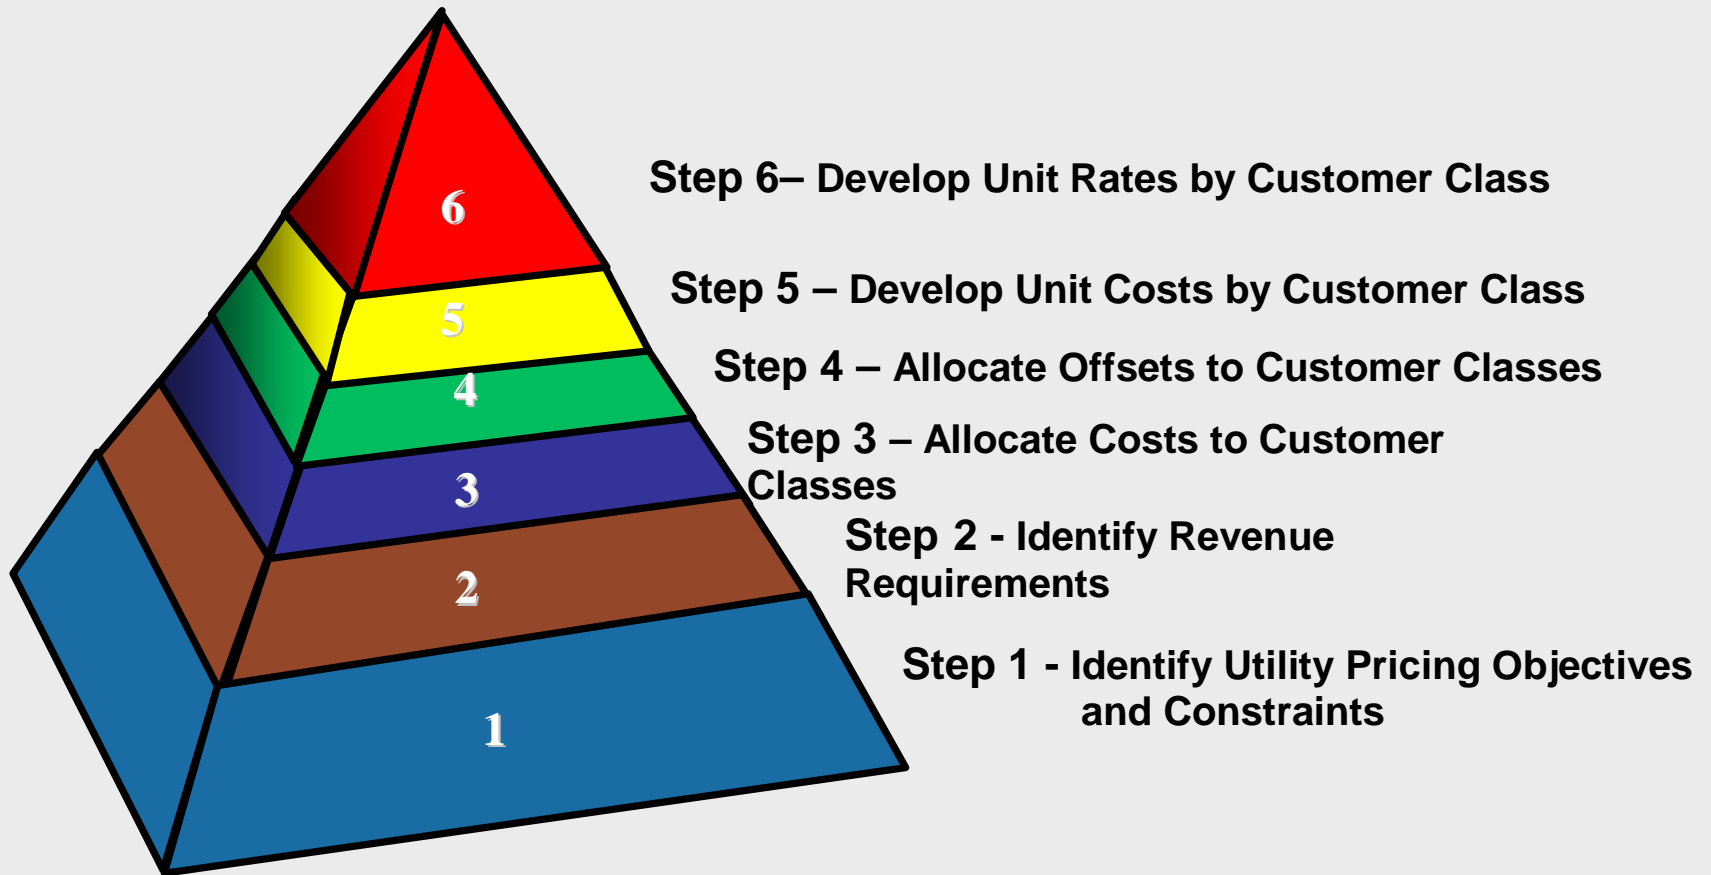 6
Step 6– Develop Unit Rates by Customer Class
5
Step 5 – Develop Unit Costs by Customer Class
4
Step 4 – Allocate Offsets to Customer Classes
3
Step 3 – Allocate Costs to Customer
Classes
2
Step 2 - Identify Revenue
Requirements
1
Step 1 - Identify Utility Pricing Objectives
and Constraints